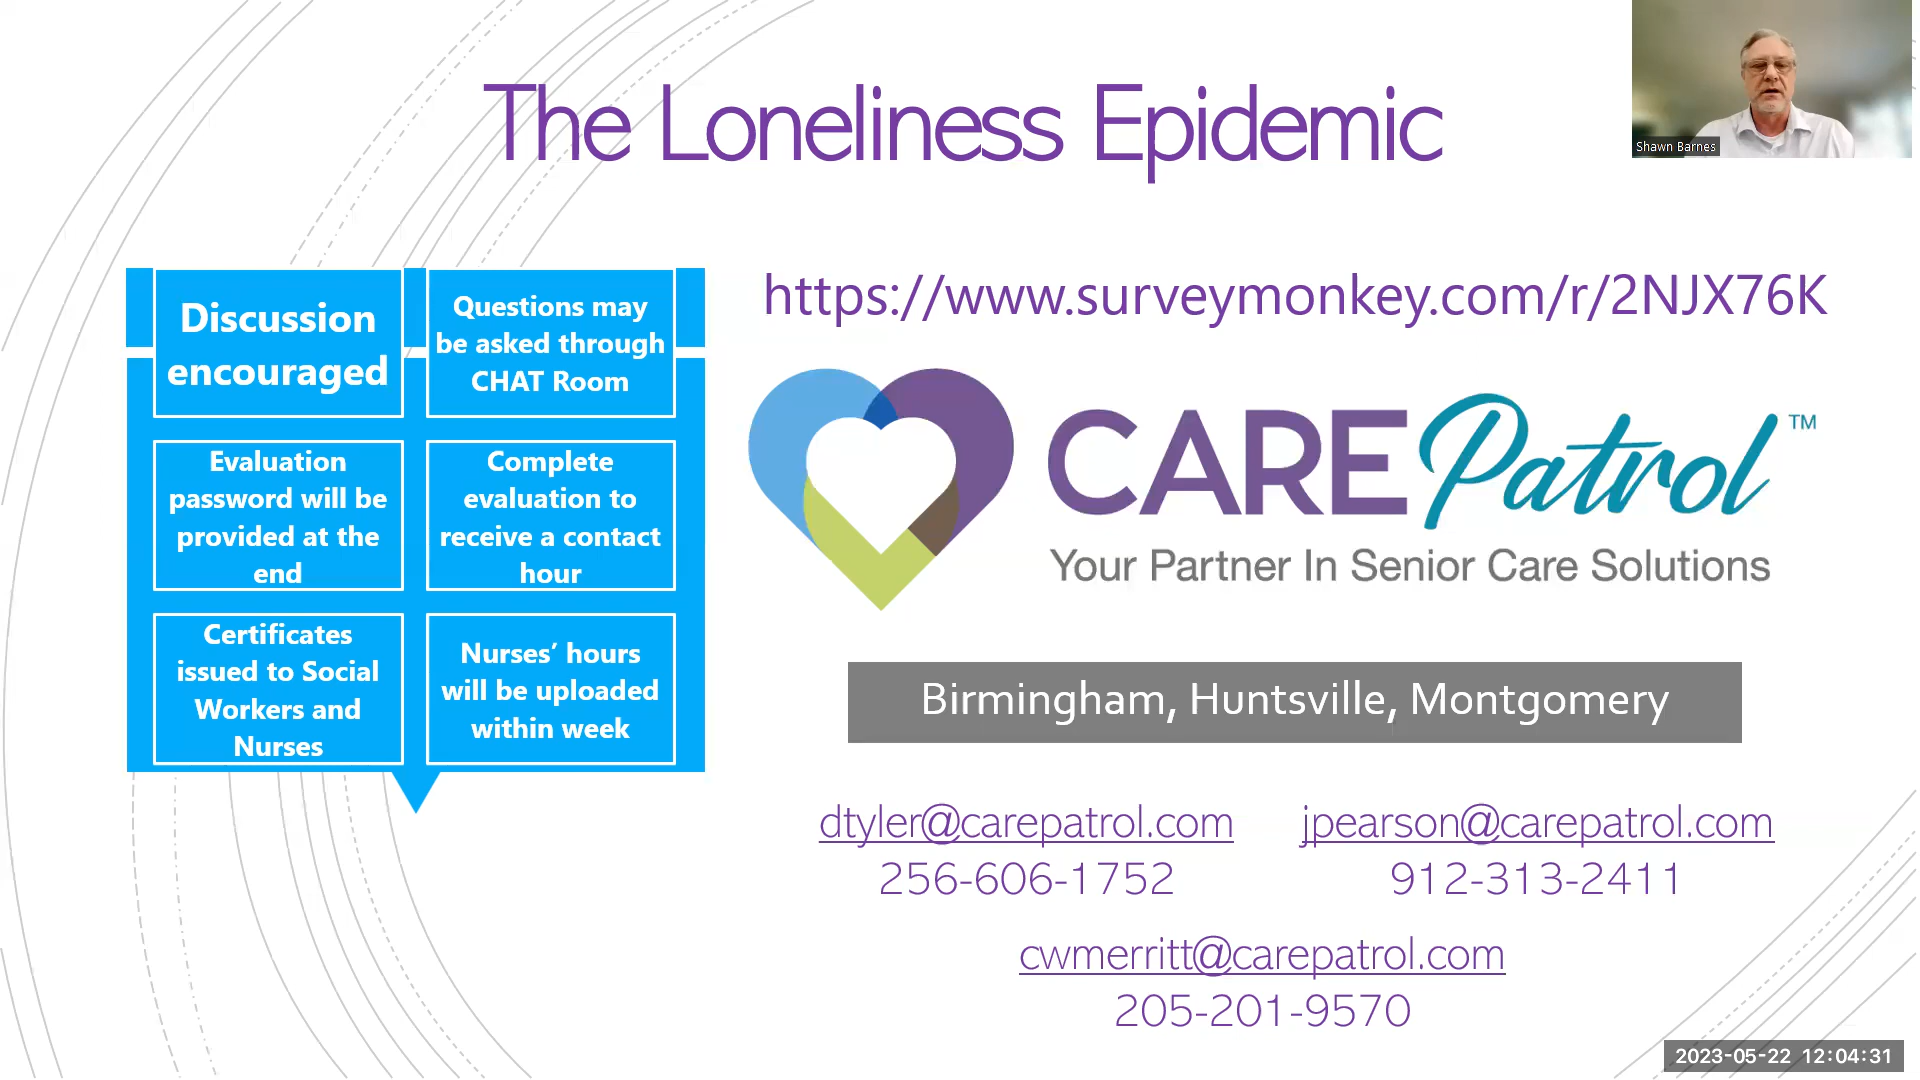 The Loneliness Epidemic
Shawn Barnes
Discussion
encouraged
Questions may
be asked through
CHAT Room
Evaluation
password will be
provided at the
end
Complete
evaluation to
receive a contact
hour
Certificates
issued to Social
Workers and
Nurses
Nurses’ hours
will be uploaded
within week
https://www.surveymonkey.com/r/2NJX76K
CARE Patrol™
Your Partner In Senior Care Solutions
Birmingham, Huntsville, Montgomery
dtyler@carepatrol.com
256-606-1752
jpearson@carepatrol.com
912-313-2411
cwmerritt@carepatrol.com
205-201-9570
2023-05-22 12:04:31